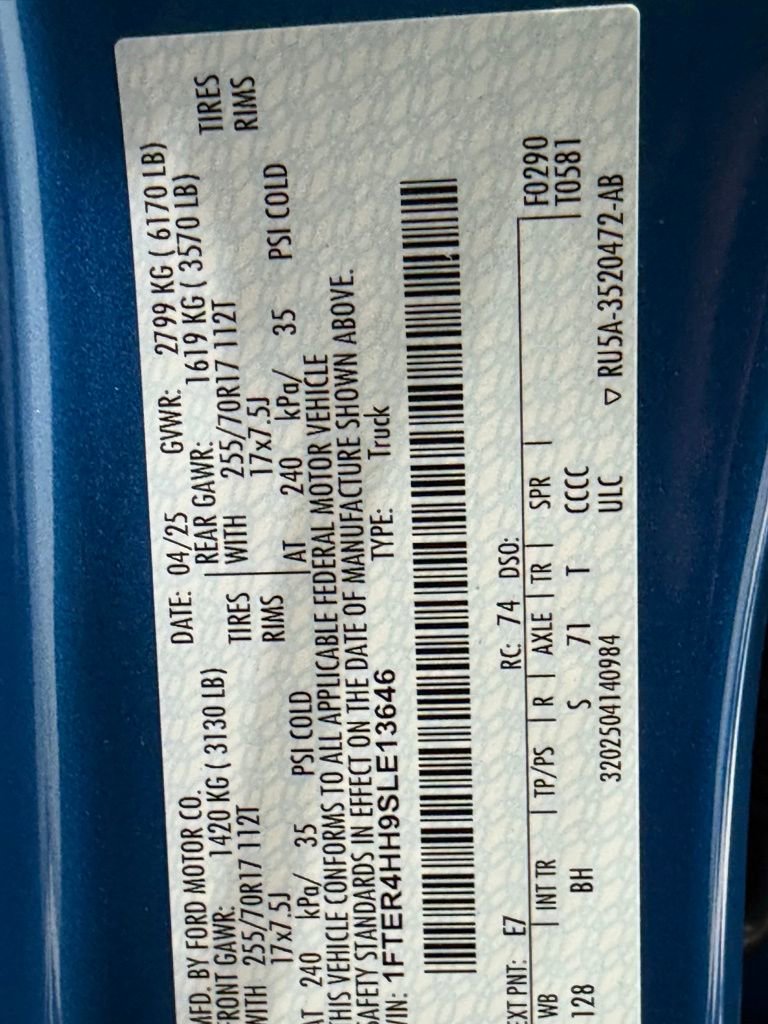 MFD. BY FORD MOTOR CO. DATE: 04/25 GVWR: 2799 KG ( 6170 LB)
FRONT GAWR: 1420 KG ( 3130 LB) REAR GAWR: 1619 KG ( 3570 LB)
WITH 255/70R17 112T TIRES WITH 255/70R17 112T TIRES
17x7.5J RIMS 17x7.5J RIMS
AT 240 kPa/ 35 PSI COLD AT 240 kPa/ 35 PSI COLD
THIS VEHICLE CONFORMS TO ALL APPLICABLE FEDERAL MOTOR VEHICLE
SAFETY STANDARDS IN EFFECT ON THE DATE OF MANUFACTURE SHOWN ABOVE.
VIN: 1FTER4HH9SLE13646 TYPE: Truck
EXT PNT: E7 RC: 74 DSO: F0290
WB INT TR TP/PS R AXLE TR SPR T0581
128 BH S 71 T CCCC
3202504140984 ULC ▽ RU5A-3520472-AB